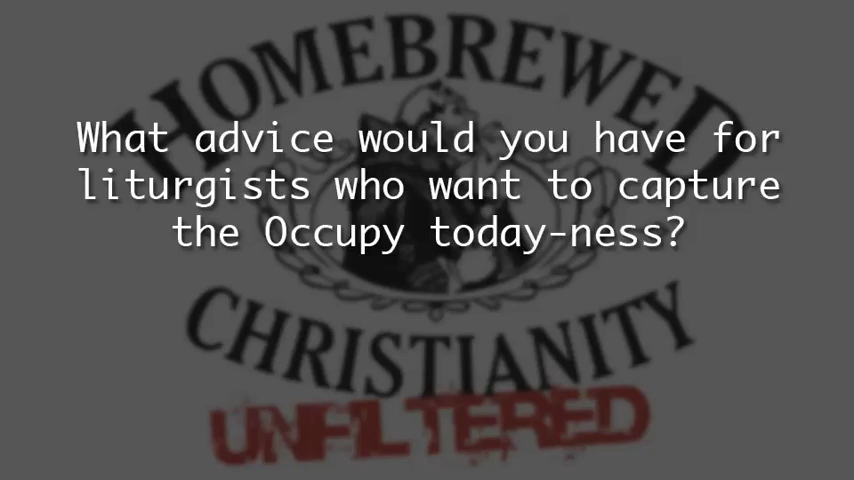 HOMEBREWED
What advice would you have for
liturgists who want to capture
the Occupy today-ness?
CHRISTIANITY
UNFILTERED